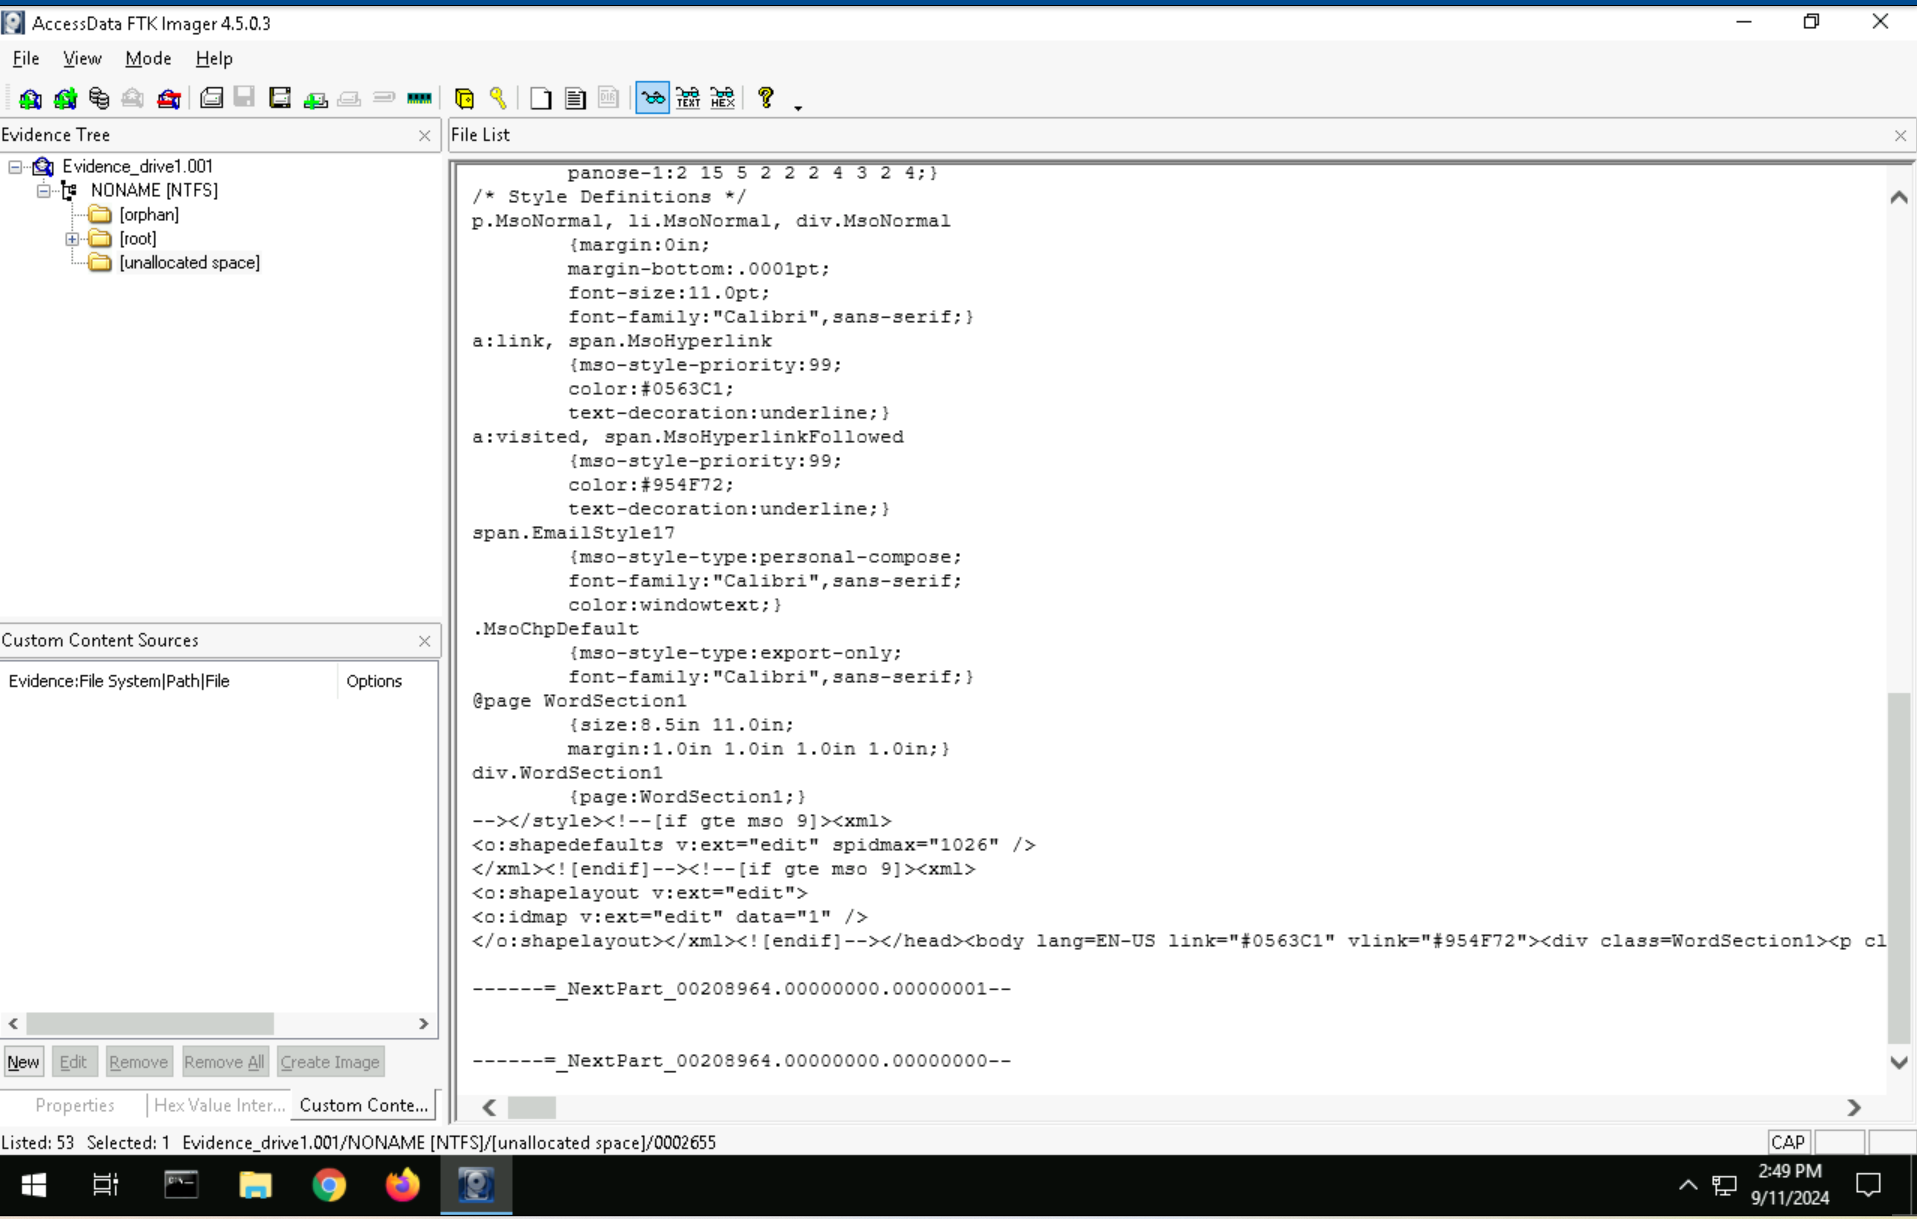 AccessData FTK Imager 4.5.0.3
File View Mode Help
TEXT HEX
Evidence Tree
Evidence_drive1.001
NONAME [NTFS]
[orphan]
[root]
[unallocated space]
Custom Content Sources
Evidence:File System|Path|File Options
New Edit Remove Remove All Create Image
Properties Hex Value Inter... Custom Conte...
File List
panose-1:2 15 5 2 2 2 4 3 2 4;}
/* Style Definitions */
p.MsoNormal, li.MsoNormal, div.MsoNormal
{margin:0in;
margin-bottom:.0001pt;
font-size:11.0pt;
font-family:"Calibri",sans-serif;}
a:link, span.MsoHyperlink
{mso-style-priority:99;
color:#0563C1;
text-decoration:underline;}
a:visited, span.MsoHyperlinkFollowed
{mso-style-priority:99;
color:#954F72;
text-decoration:underline;}
span.EmailStyle17
{mso-style-type:personal-compose;
font-family:"Calibri",sans-serif;
color:windowtext;}
.MsoChpDefault
{mso-style-type:export-only;
font-family:"Calibri",sans-serif;}
@page WordSection1
{size:8.5in 11.0in;
margin:1.0in 1.0in 1.0in 1.0in;}
div.WordSection1
{page:WordSection1;}
--></style><!--[if gte mso 9]><xml>
<o:shapedefaults v:ext="edit" spidmax="1026" />
</xml><![endif]--><!--[if gte mso 9]><xml>
<o:shapelayout v:ext="edit">
<o:idmap v:ext="edit" data="1" />
</o:shapelayout></xml><![endif]--></head><body lang=EN-US link="#0563C1" vlink="#954F72"><div class=WordSection1><p cl
------=_NextPart_00208964.00000000.00000001--
------=_NextPart_00208964.00000000.00000000--
Listed: 53 Selected: 1 Evidence_drive1.001/NONAME [NTFS]/[unallocated space]/0002655
CAP
2:49 PM
9/11/2024